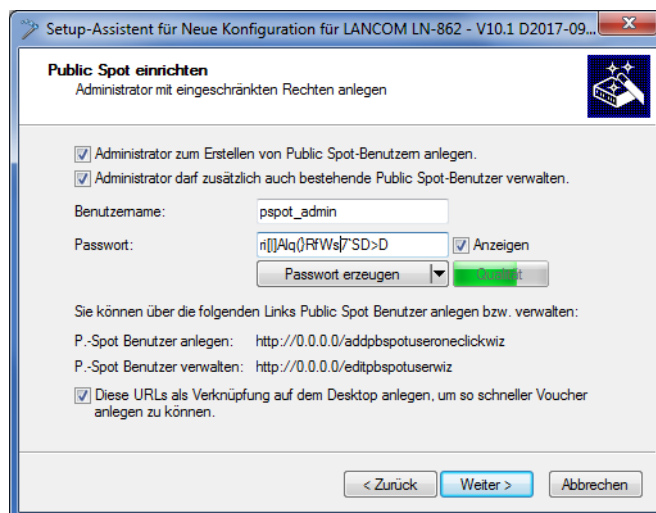 Setup-Assistent für Neue Konfiguration für LANCOM LN-862 - V10.1 D2017-09...
Public Spot einrichten
Administrator mit eingeschränkten Rechten anlegen
Administrator zum Erstellen von Public Spot-Benutzern anlegen.
Administrator darf zusätzlich auch bestehende Public Spot-Benutzer verwalten.
Benutzername: pspot_admin
Passwort: Anzeigen
Passwort erzeugen
Sie können über die folgenden Links Public Spot Benutzer anlegen bzw. verwalten:
P.-Spot Benutzer anlegen: http://0.0.0.0/addpbspotuseroneclickwiz
P.-Spot Benutzer verwalten: http://0.0.0.0/editpbspotuserwiz
Diese URLs als Verknüpfung auf dem Desktop anlegen, um so schneller Voucher
anlegen zu können.
< Zurück Weiter > Abbrechen